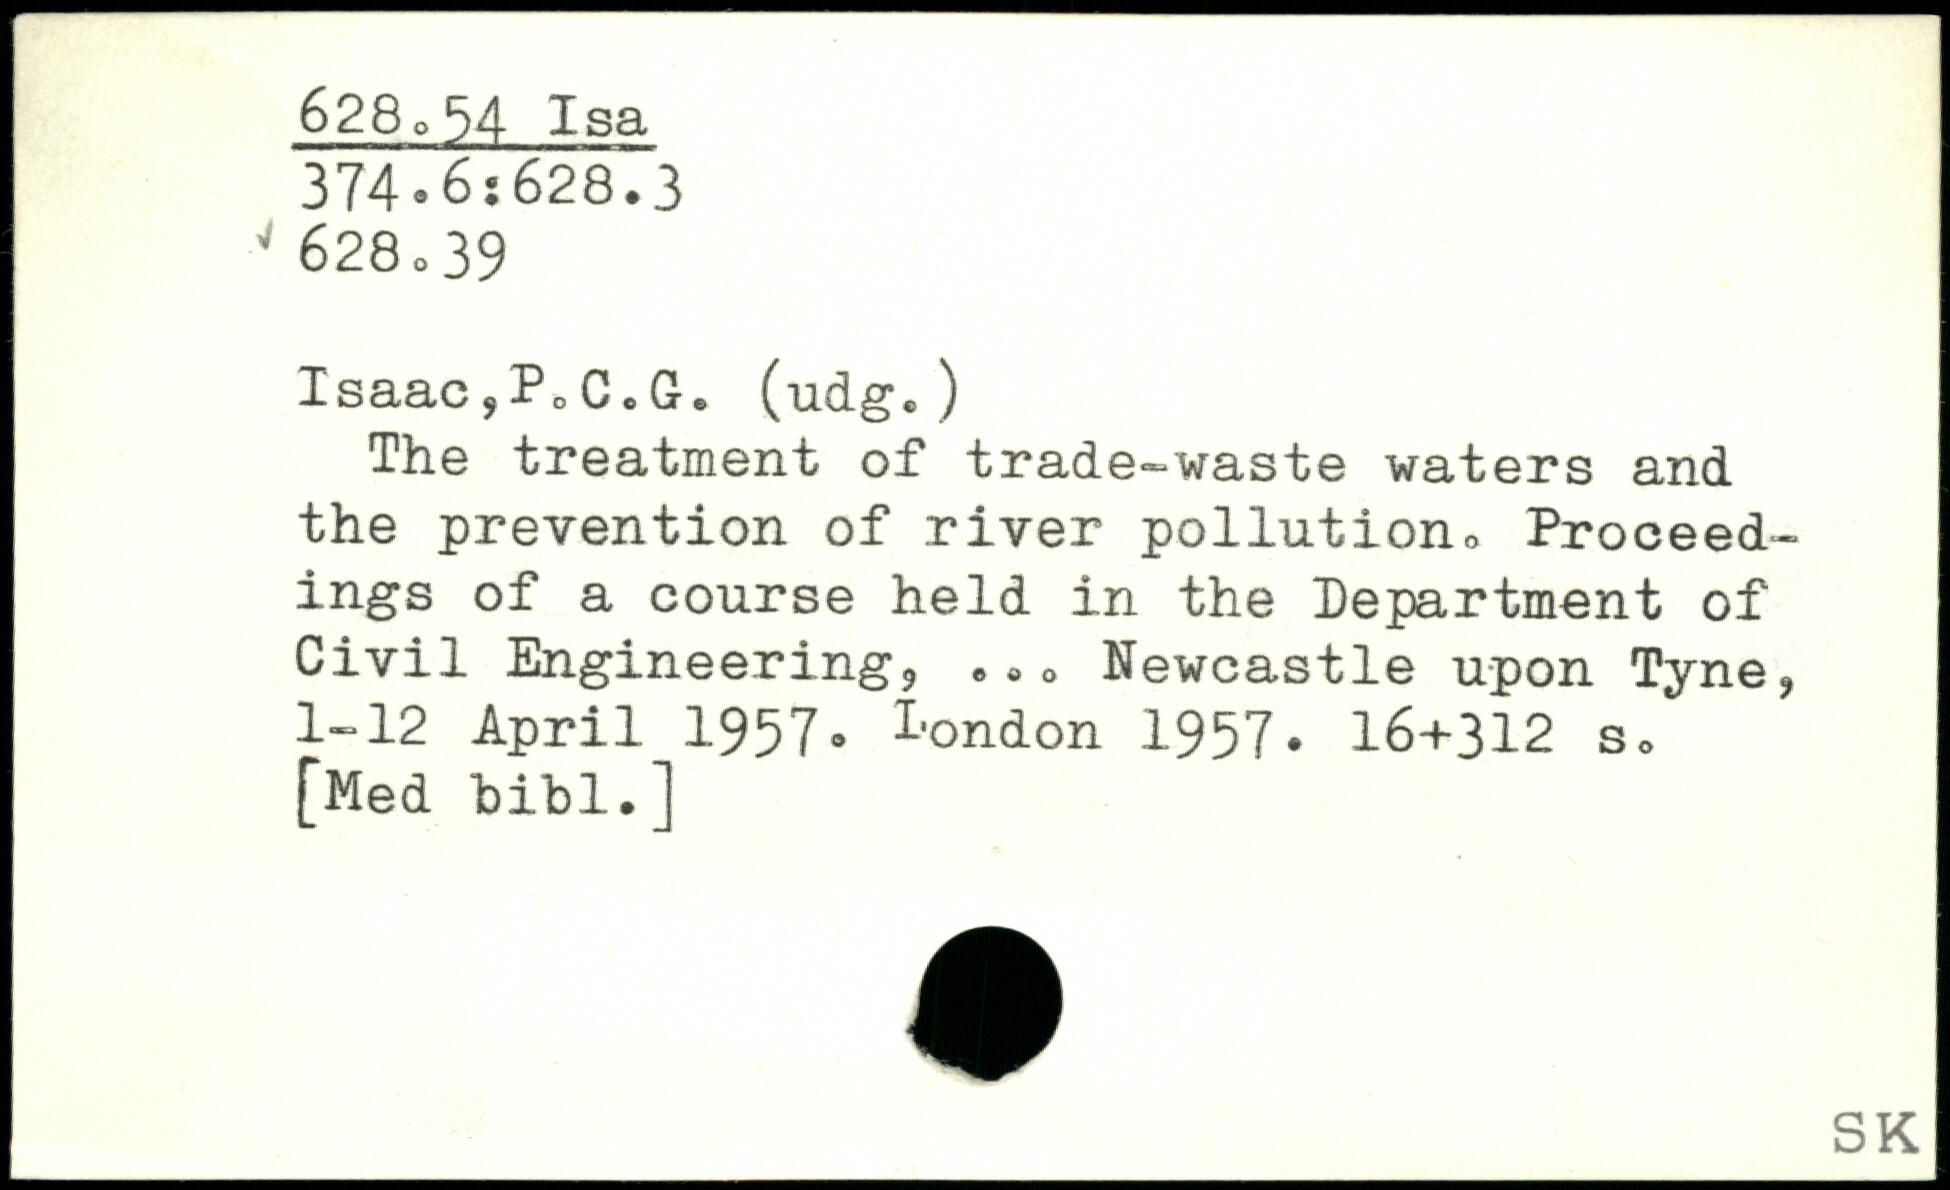 628.54 Isa
374.6:628.3
628.39
Isaac,P.C.G. (udg.)
The treatment of trade-waste waters and
the prevention of river pollution. Proceed-
ings of a course held in the Department of
Civil Engineering, ... Newcastle upon Tyne,
1-12 April 1957. London 1957. 16+312 s.
[Med bibl.]
SK